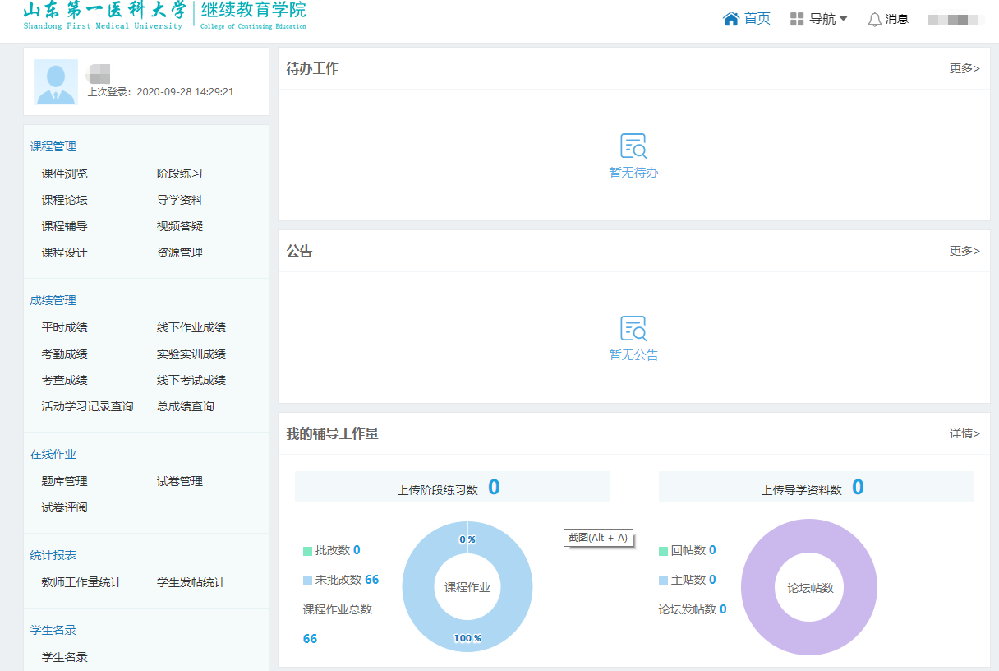 山东第一医科大学 继续教育学院
Shandong First Medical University College of Continuing Education
首页 导航 消息
上次登录：2020-09-28 14:29:21
课程管理
课件浏览 阶段练习
课程论坛 导学资料
课程辅导 视频答疑
课程设计 资源管理
成绩管理
平时成绩 线下作业成绩
考勤成绩 实验实训成绩
考查成绩 线下考试成绩
活动学习记录查询 总成绩查询
在线作业
题库管理 试卷管理
试卷评阅
统计报表
教师工作量统计 学生发帖统计
学生名录
学生名录
待办工作 更多>
暂无待办
公告 更多>
暂无公告
我的辅导工作量 详情>
上传阶段练习数 0
批改数 0
未批改数 66
课程作业总数
66
0 %
课程作业
100 %
截图(Alt + A)
上传导学资料数 0
回帖数 0
主贴数 0
论坛发帖数 0
论坛帖数